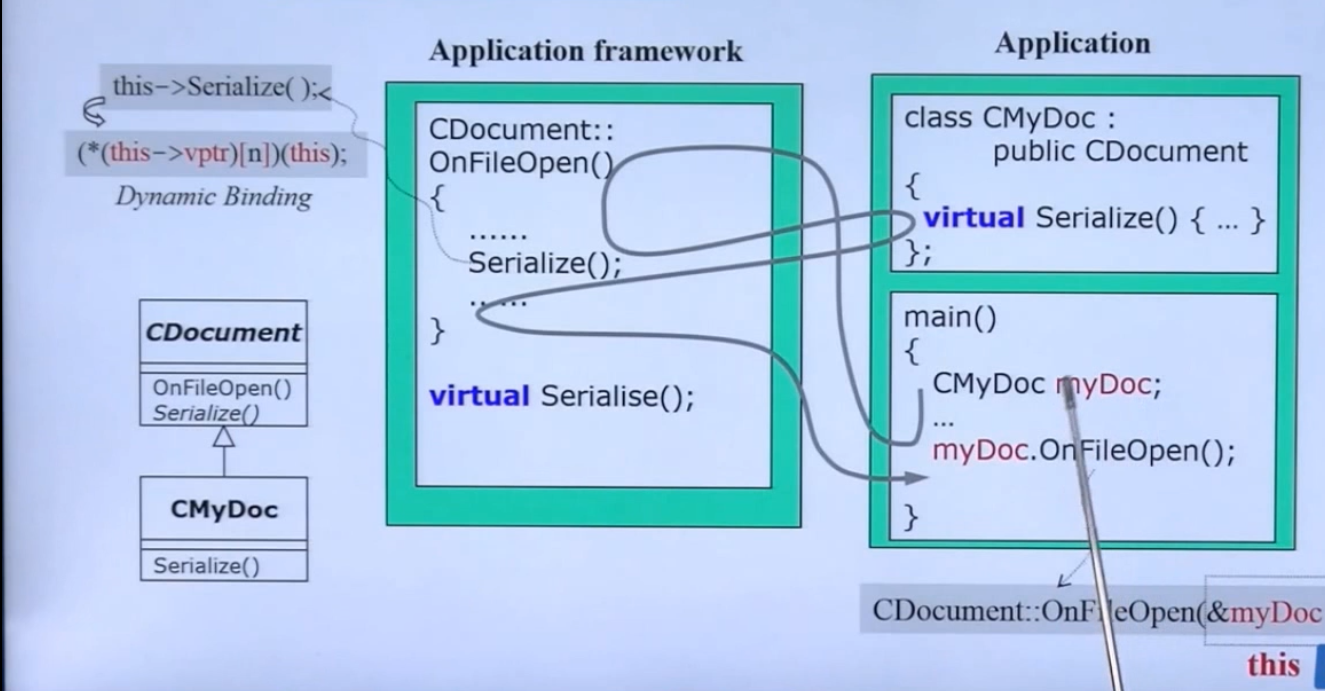 Application framework
Application
this->Serialize( );
(*(this->vptr)[n])(this);
Dynamic Binding
CDocument
OnFileOpen()
Serialize()
CMyDoc
Serialize()
CDocument::
OnFileOpen()
{
......
Serialize();
......
}
virtual Serialise();
class CMyDoc :
public CDocument
{
virtual Serialize() { ... }
};
main()
{
CMyDoc myDoc;
...
myDoc.OnFileOpen();
}
CDocument::OnFileOpen(&myDoc
this